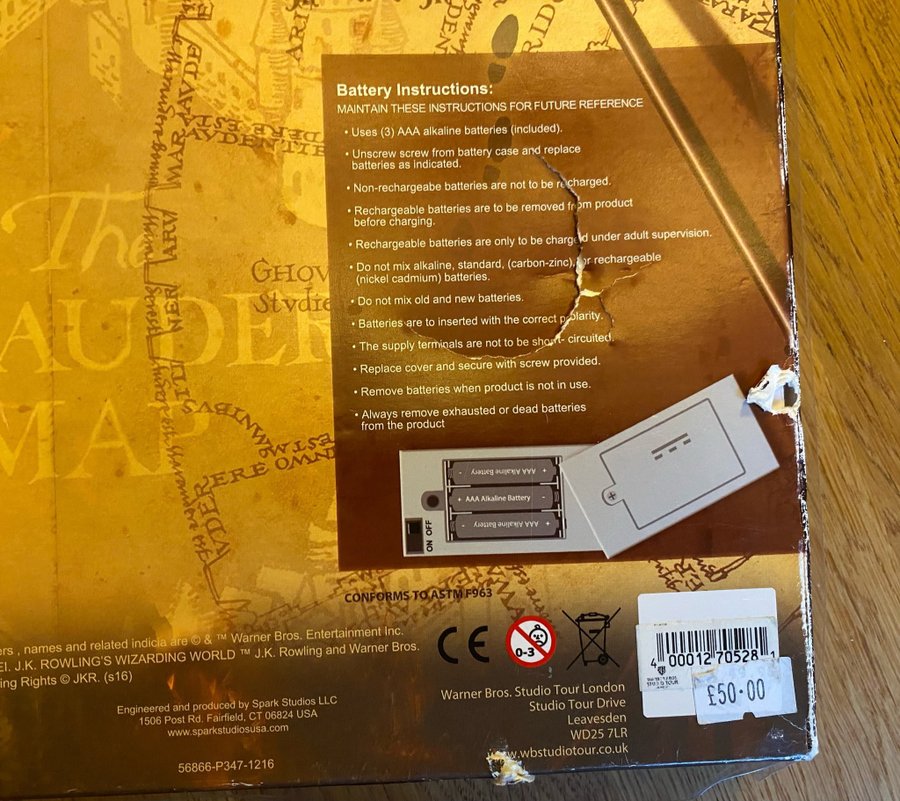 The
AUDER
MAP
GHOV
Stvdie
Battery Instructions:
MAINTAIN THESE INSTRUCTIONS FOR FUTURE REFERENCE
• Uses (3) AAA alkaline batteries (included).
• Unscrew screw from battery case and replace
batteries as indicated.
• Non-rechargeabe batteries are not to be recharged.
• Rechargeable batteries are to be removed from product
before charging.
• Rechargeable batteries are only to be charged under adult supervision.
• Do not mix alkaline, standard, (carbon-zinc), or rechargeable
(nickel cadmium) batteries.
• Do not mix old and new batteries.
• Batteries are to inserted with the correct polarity.
• The supply terminals are not to be short- circuited.
• Replace cover and secure with screw provided.
• Remove batteries when product is not in use.
• Always remove exhausted or dead batteries
from the product
- AAA Alkaline Battery +
+ AAA Alkaline Battery -
- AAA Alkaline Battery +
ON OFF
CONFORMS TO ASTM F963
CE
0-3
ers , names and related indicia are © & ™ Warner Bros. Entertainment Inc.
EI. J.K. ROWLING'S WIZARDING WORLD ™ J.K. Rowling and Warner Bros.
ing Rights © JKR. (s16)
Engineered and produced by Spark Studios LLC
1506 Post Rd. Fairfield, CT 06824 USA
www.sparkstudiosusa.com
56866-P347-1216
Warner Bros. Studio Tour London
Studio Tour Drive
Leavesden
WD25 7LR
www.wbstudiotour.co.uk
4 00012 70528 1
£50.00